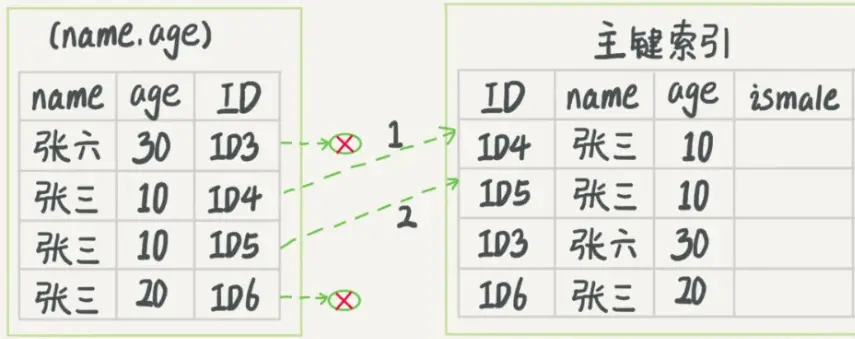 (name.age)
name age ID
张六 30 ID3
张三 10 ID4
张三 10 ID5
张三 20 ID6
1
2
主键索引
ID name age ismale
ID4 张三 10
ID5 张三 10
ID3 张六 30
ID6 张三 20